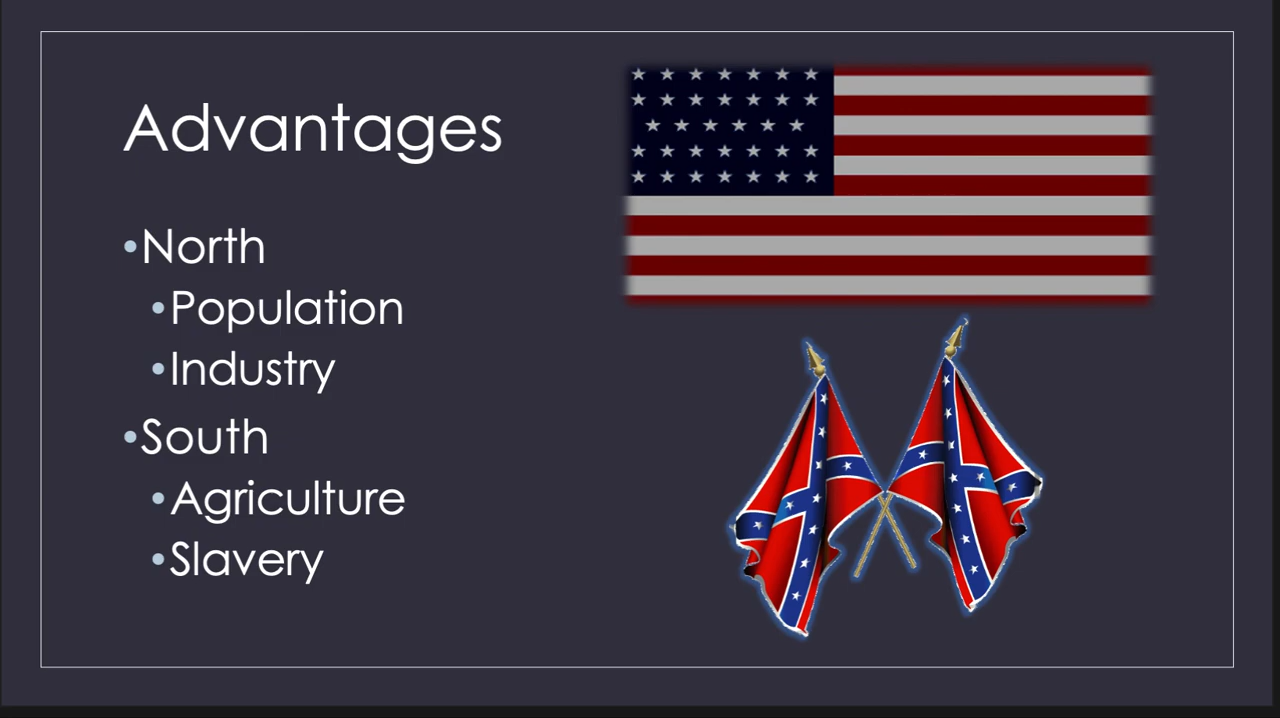 Advantages
•North
•Population
•Industry
•South
•Agriculture
•Slavery